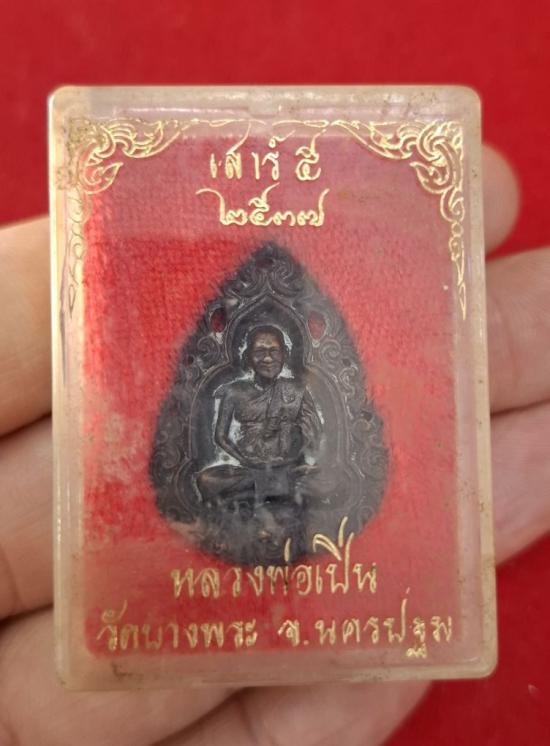 เสาร์ ๕
๒๕๓๗
หลวงพ่อเปิ่น
วัดบางพระ จ.นครปฐม